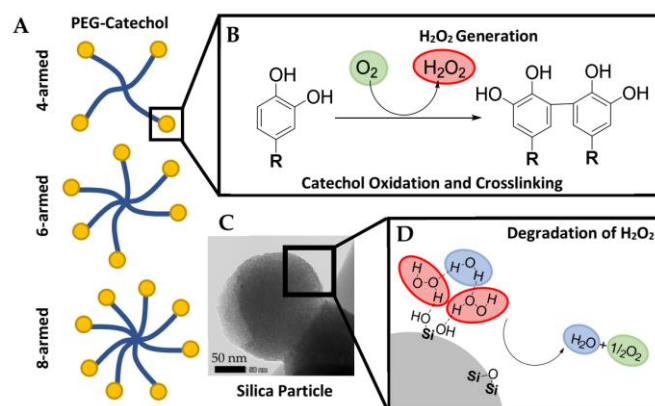 A
PEG-Catechol
4-armed
6-armed
8-armed
B
H₂O₂ Generation
O₂
H₂O₂
OH
OH
R
OH
OH
HO
OH
R
R
Catechol Oxidation and Crosslinking
C
50 nm
Silica Particle
D
Degradation of H₂O₂
H
O-O
H
H-O
H
H
O-O
H
HO
OH
Si
Si-O
Si
H₂O + 1/2O₂